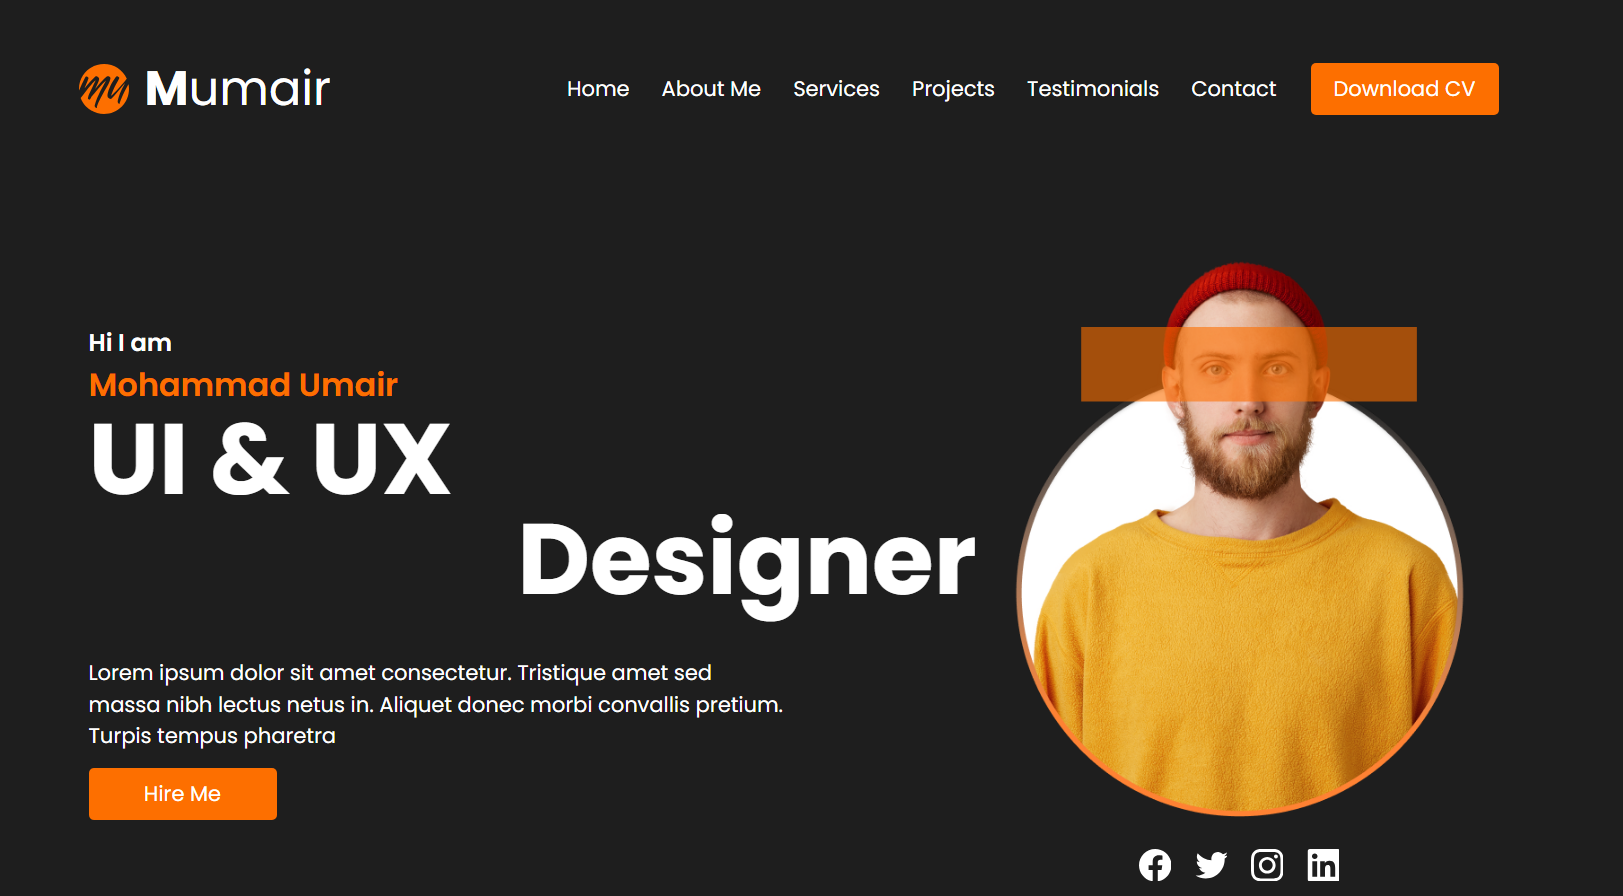 my Mumair
Home About Me Services Projects Testimonials Contact Download CV
Hi I am
Mohammad Umair
UI & UX
Designer
Lorem ipsum dolor sit amet consectetur. Tristique amet sed
massa nibh lectus netus in. Aliquet donec morbi convallis pretium.
Turpis tempus pharetra
Hire Me
in